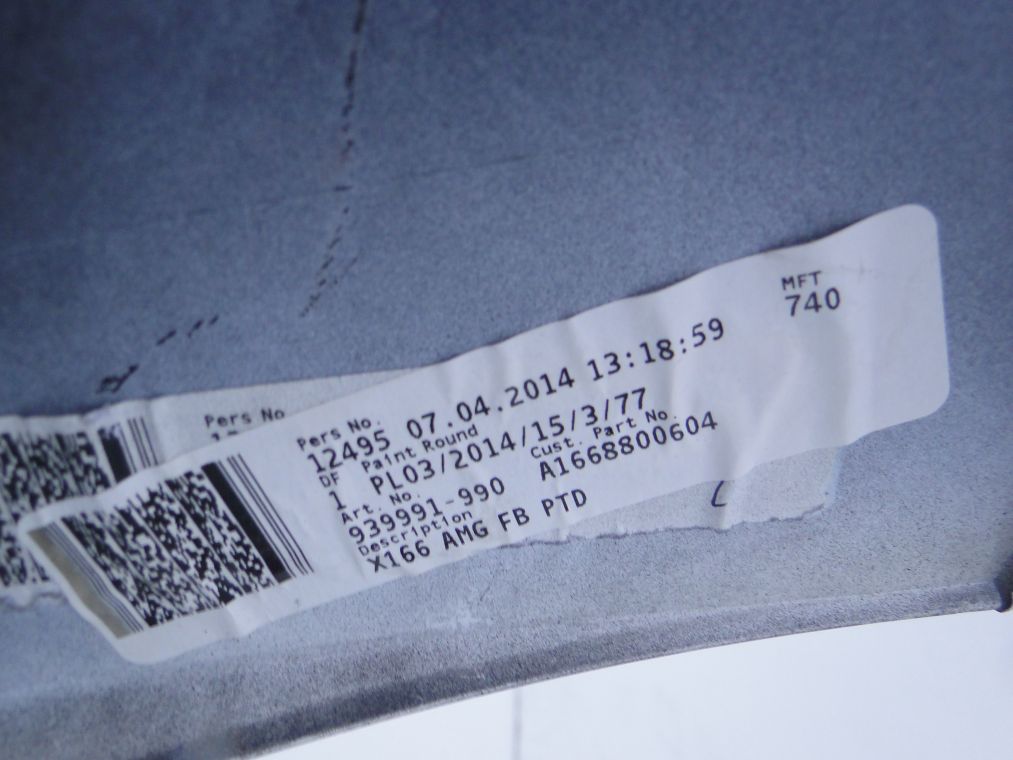 MFT
740
Pers No.
12495 07.04.2014 13:18:59
DF Paint Round
1 PL03/2014/15/3/77
Art. No. Cust. Part No.
939991-990 A1668800604
Description
X166 AMG FB PTD
Pers No